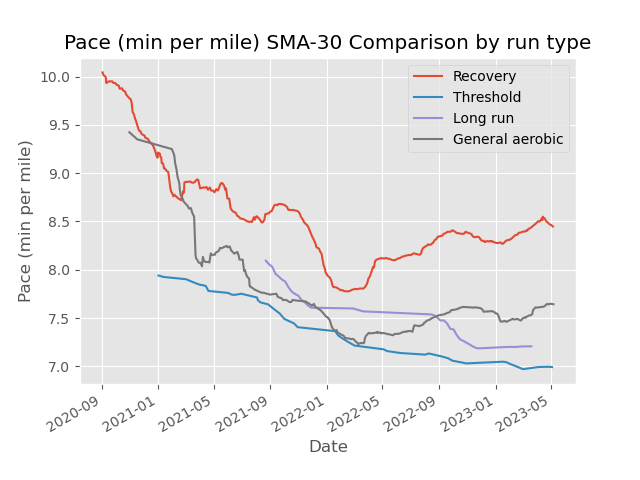 Pace (min per mile) SMA-30 Comparison by run type
Recovery
Threshold
Long run
General aerobic
Pace (min per mile)
10.0
9.5
9.0
8.5
8.0
7.5
7.0
2020-09
2021-01
2021-05
2021-09
2022-01
2022-05
2022-09
2023-01
2023-05
Date